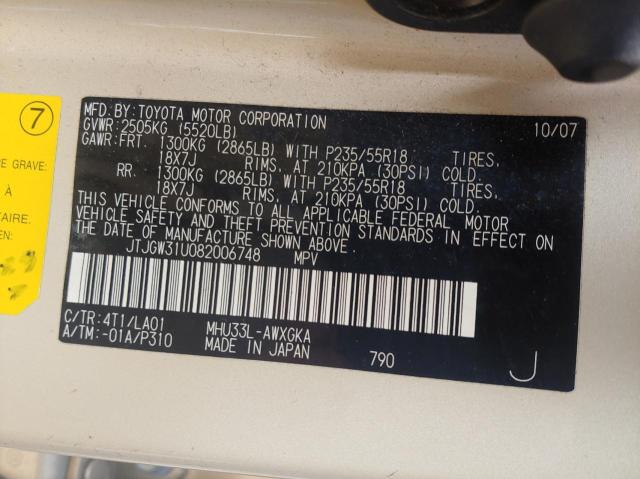 7
RE GRAVE:
À
TAIRE.
EN:
MFD. BY: TOYOTA MOTOR CORPORATION 10/07
GVWR: 2505KG (5520LB)
GAWR: FRT. 1300KG (2865LB) WITH P235/55R18 TIRES,
18X7J RIMS, AT 210KPA (30PSI) COLD.
RR. 1300KG (2865LB) WITH P235/55R18 TIRES,
18X7J RIMS, AT 210KPA (30PSI) COLD.
THIS VEHICLE CONFORMS TO ALL APPLICABLE FEDERAL MOTOR
VEHICLE SAFETY AND THEFT PREVENTION STANDARDS IN EFFECT ON
THE DATE OF MANUFACTURE SHOWN ABOVE.
JTJGW31U082006748 MPV
C/TR: 4T1/LA01 MHU33L-AWXGKA
A/TM: -01A/P310 MADE IN JAPAN 790 J